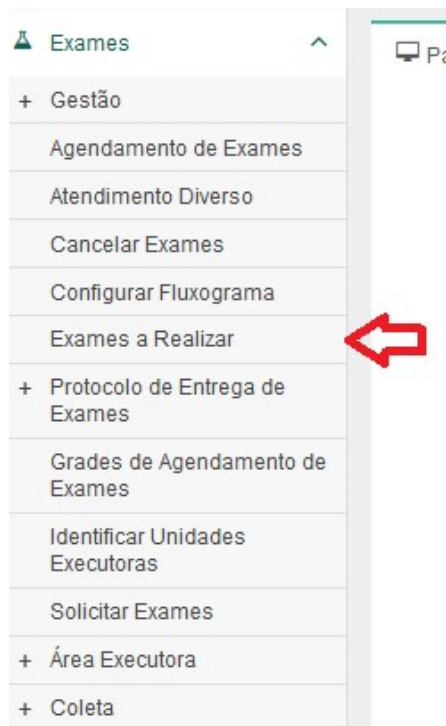 Exames
Pa
+ Gestão
Agendamento de Exames
Atendimento Diverso
Cancelar Exames
Configurar Fluxograma
Exames a Realizar
+ Protocolo de Entrega de
Exames
Grades de Agendamento de
Exames
Identificar Unidades
Executoras
Solicitar Exames
+ Área Executora
+ Coleta